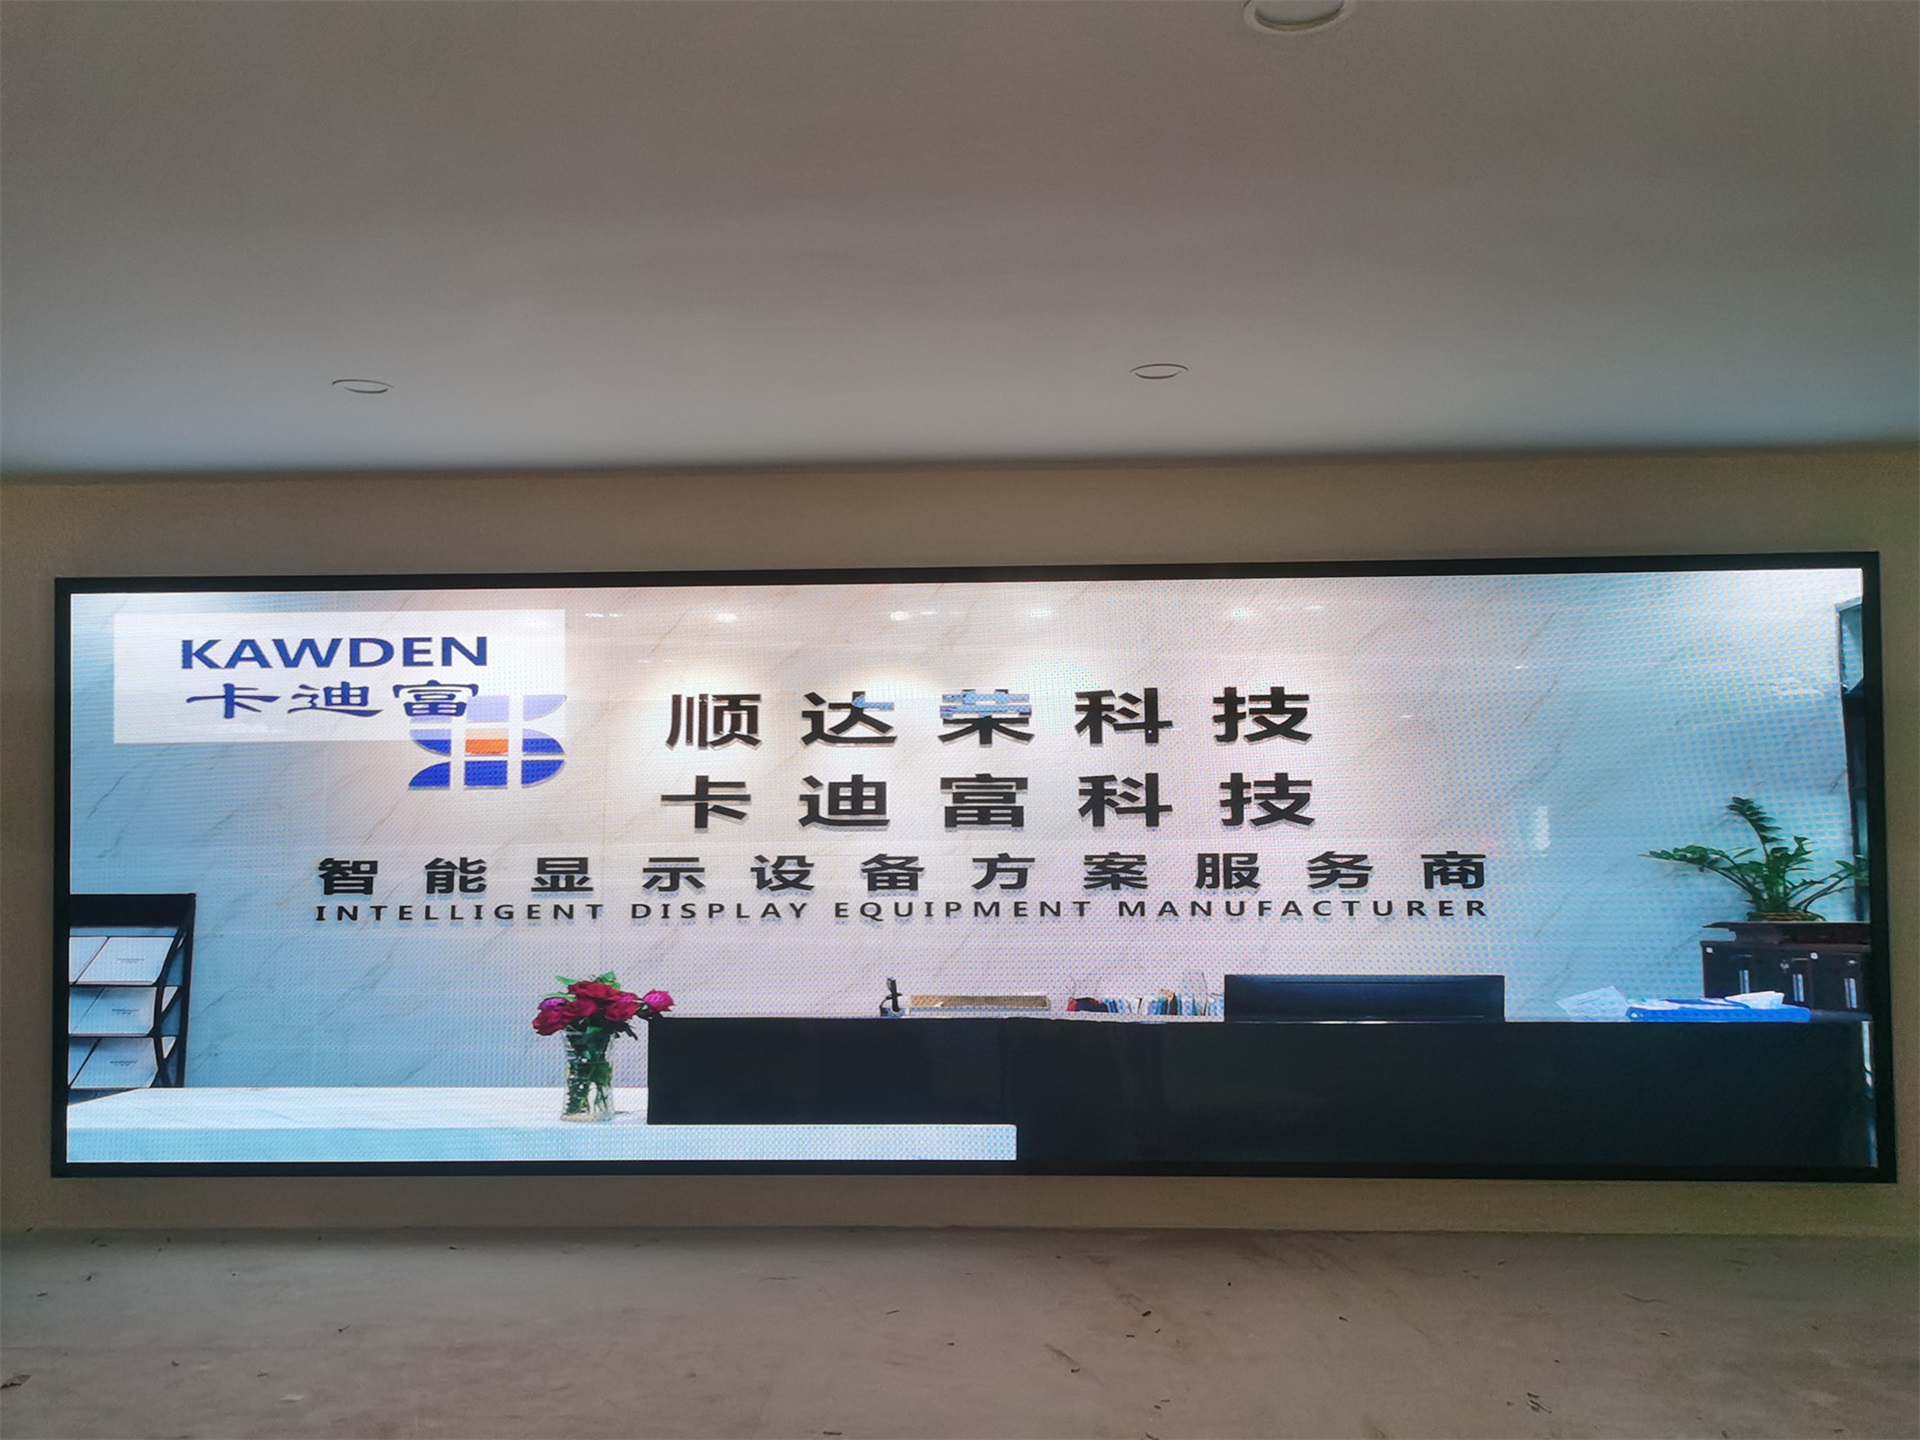 KAWDEN
卡迪富
顺达荣科技
卡迪富科技
智能显示设备方案服务商
INTELLIGENT DISPLAY EQUIPMENT MANUFACTURER